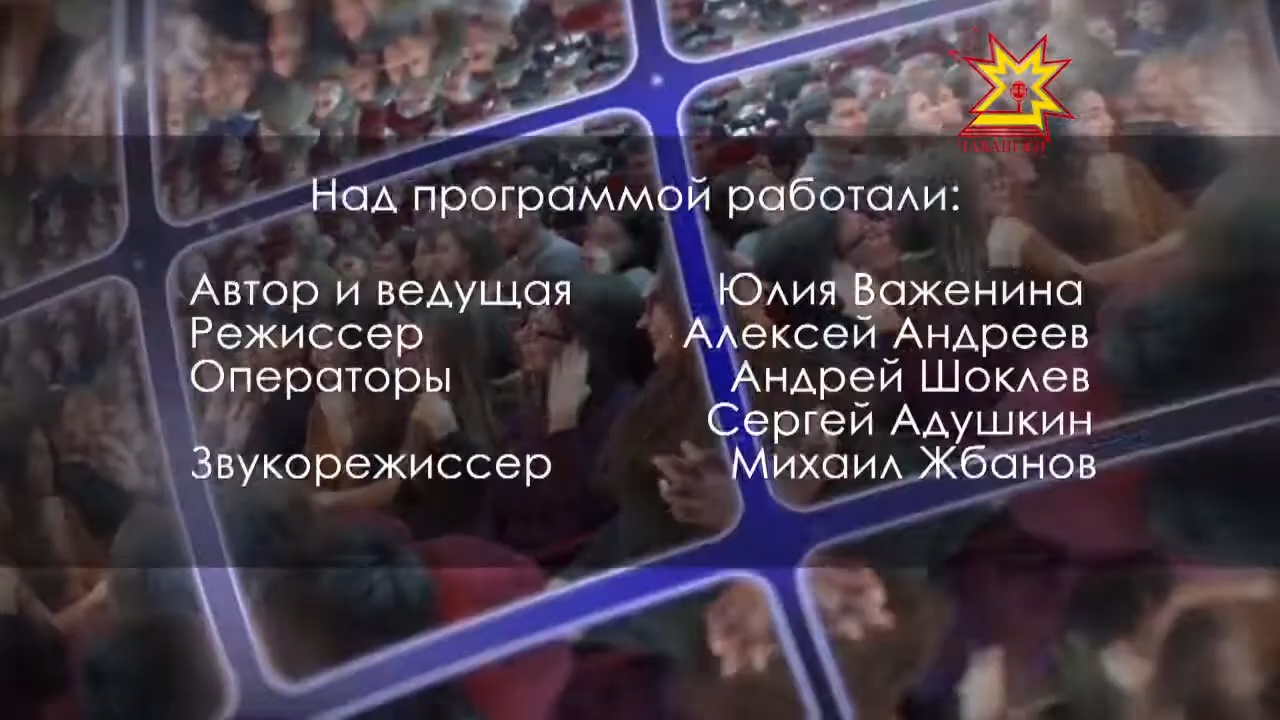 Над программой работали:
Автор и ведущая Юлия Важенина
Режиссер Алексей Андреев
Операторы Андрей Шоклев
Сергей Адушкин
Звукорежиссер Михаил Жбанов